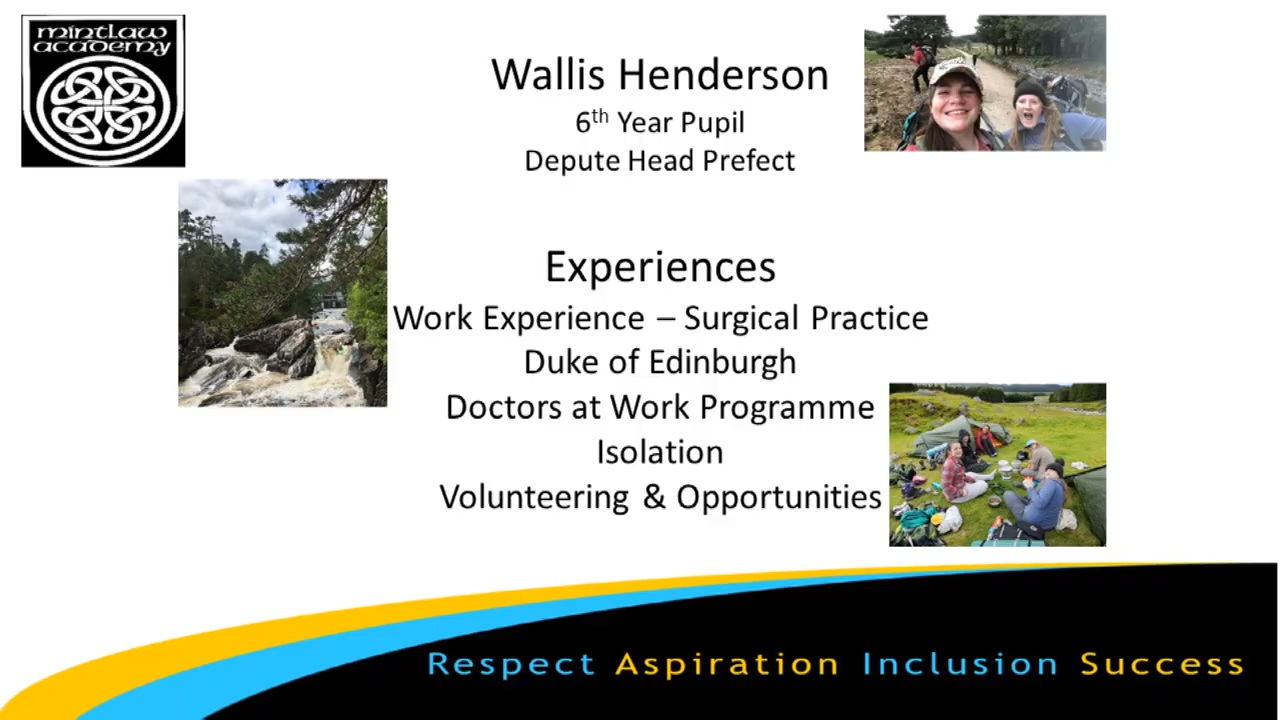 mintlaw
academy
Wallis Henderson
6th Year Pupil
Depute Head Prefect
Experiences
Work Experience – Surgical Practice
Duke of Edinburgh
Doctors at Work Programme
Isolation
Volunteering & Opportunities
Respect Aspiration Inclusion Success